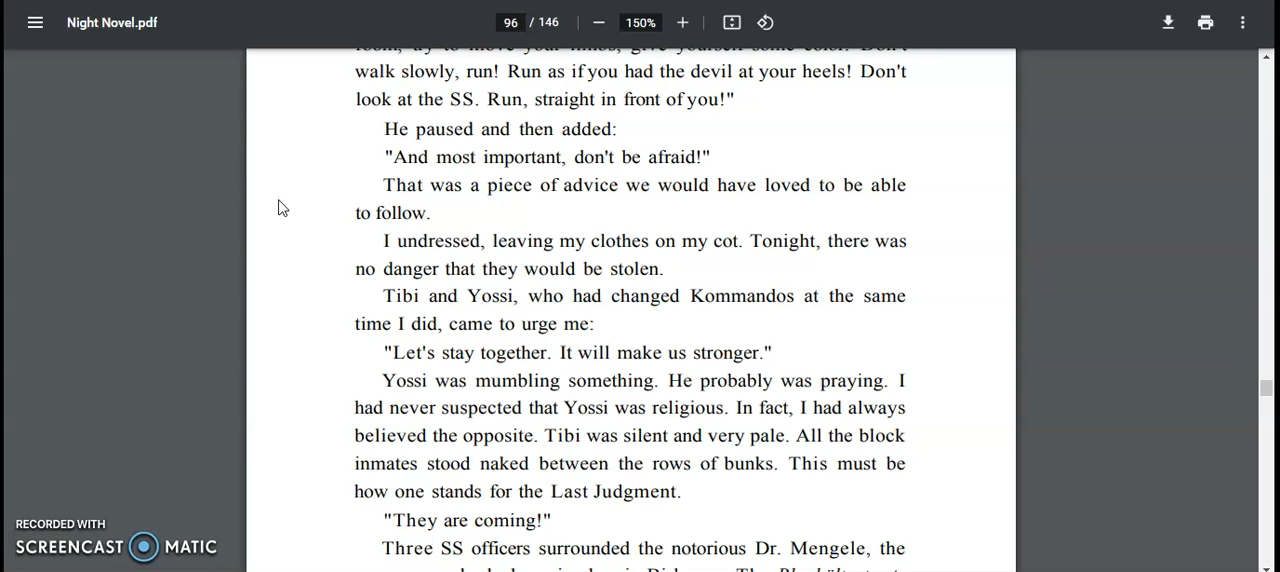 Night Novel.pdf
96 / 146
150%
walk slowly, run! Run as if you had the devil at your heels! Don't
look at the SS. Run, straight in front of you!"
He paused and then added:
"And most important, don't be afraid!"
That was a piece of advice we would have loved to be able
to follow.
I undressed, leaving my clothes on my cot. Tonight, there was
no danger that they would be stolen.
Tibi and Yossi, who had changed Kommandos at the same
time I did, came to urge me:
"Let's stay together. It will make us stronger."
Yossi was mumbling something. He probably was praying. I
had never suspected that Yossi was religious. In fact, I had always
believed the opposite. Tibi was silent and very pale. All the block
inmates stood naked between the rows of bunks. This must be
how one stands for the Last Judgment.
"They are coming!"
Three SS officers surrounded the notorious Dr. Mengele, the
RECORDED WITH
SCREENCAST MATIC